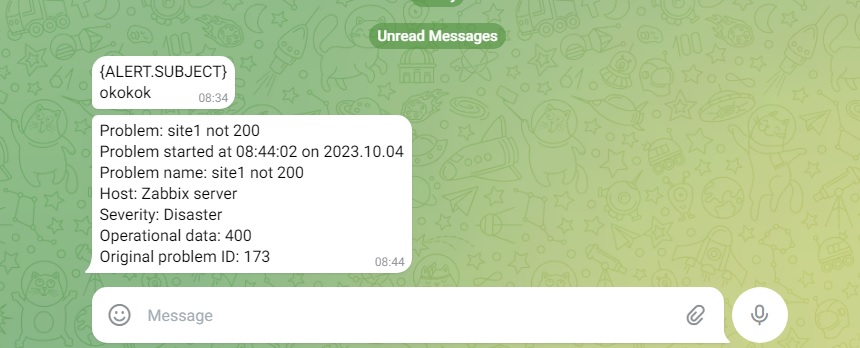 Unread Messages
{ALERT.SUBJECT}
okokok
08:34
Problem: site1 not 200
Problem started at 08:44:02 on 2023.10.04
Problem name: site1 not 200
Host: Zabbix server
Severity: Disaster
Operational data: 400
Original problem ID: 173
08:44
Message